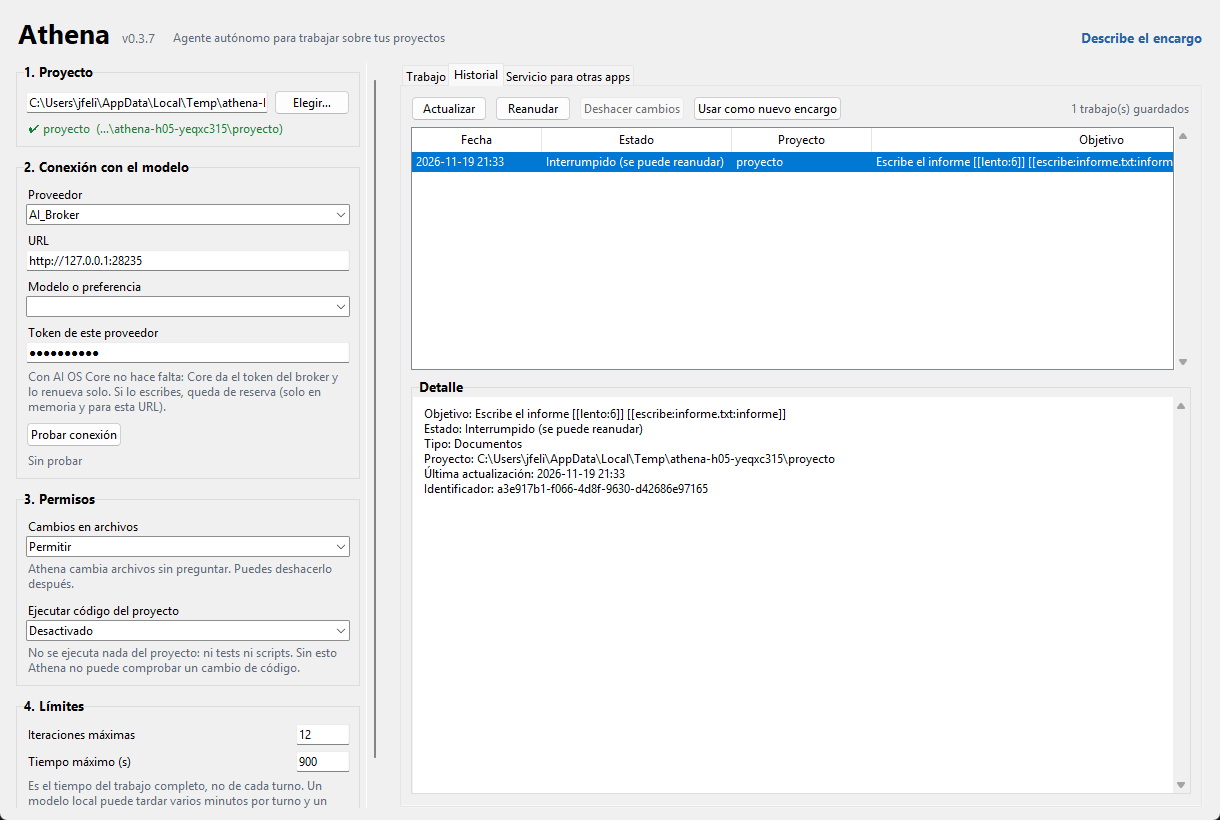 Athena v0.3.7 Agente autónomo para trabajar sobre tus proyectos
Describe el encargo
1. Proyecto
C:\Users\jfeli\AppData\Local\Temp\athena-l
Elegir...
✔ proyecto (...\athena-h05-yeqxc315\proyecto)
2. Conexión con el modelo
Proveedor
AI_Broker
URL
http://127.0.0.1:28235
Modelo o preferencia
Token de este proveedor
●●●●●●●●●●
Con AI OS Core no hace falta: Core da el token del broker y
lo renueva solo. Si lo escribes, queda de reserva (solo en
memoria y para esta URL).
Probar conexión
Sin probar
3. Permisos
Cambios en archivos
Permitir
Athena cambia archivos sin preguntar. Puedes deshacerlo
después.
Ejecutar código del proyecto
Desactivado
No se ejecuta nada del proyecto: ni tests ni scripts. Sin esto
Athena no puede comprobar un cambio de código.
4. Límites
Iteraciones máximas 12
Tiempo máximo (s) 900
Es el tiempo del trabajo completo, no de cada turno. Un
modelo local puede tardar varios minutos por turno y un
Trabajo Historial Servicio para otras apps
Actualizar Reanudar Deshacer cambios Usar como nuevo encargo 1 trabajo(s) guardados
Fecha Estado Proyecto Objetivo
2026-11-19 21:33 Interrumpido (se puede reanudar) proyecto Escribe el informe [[lento:6]] [[escribe:informe.txt:inform
Detalle
Objetivo: Escribe el informe [[lento:6]] [[escribe:informe.txt:informe]]
Estado: Interrumpido (se puede reanudar)
Tipo: Documentos
Proyecto: C:\Users\jfeli\AppData\Local\Temp\athena-h05-yeqxc315\proyecto
Última actualización: 2026-11-19 21:33
Identificador: a3e917b1-f066-4d8f-9630-d42686e97165